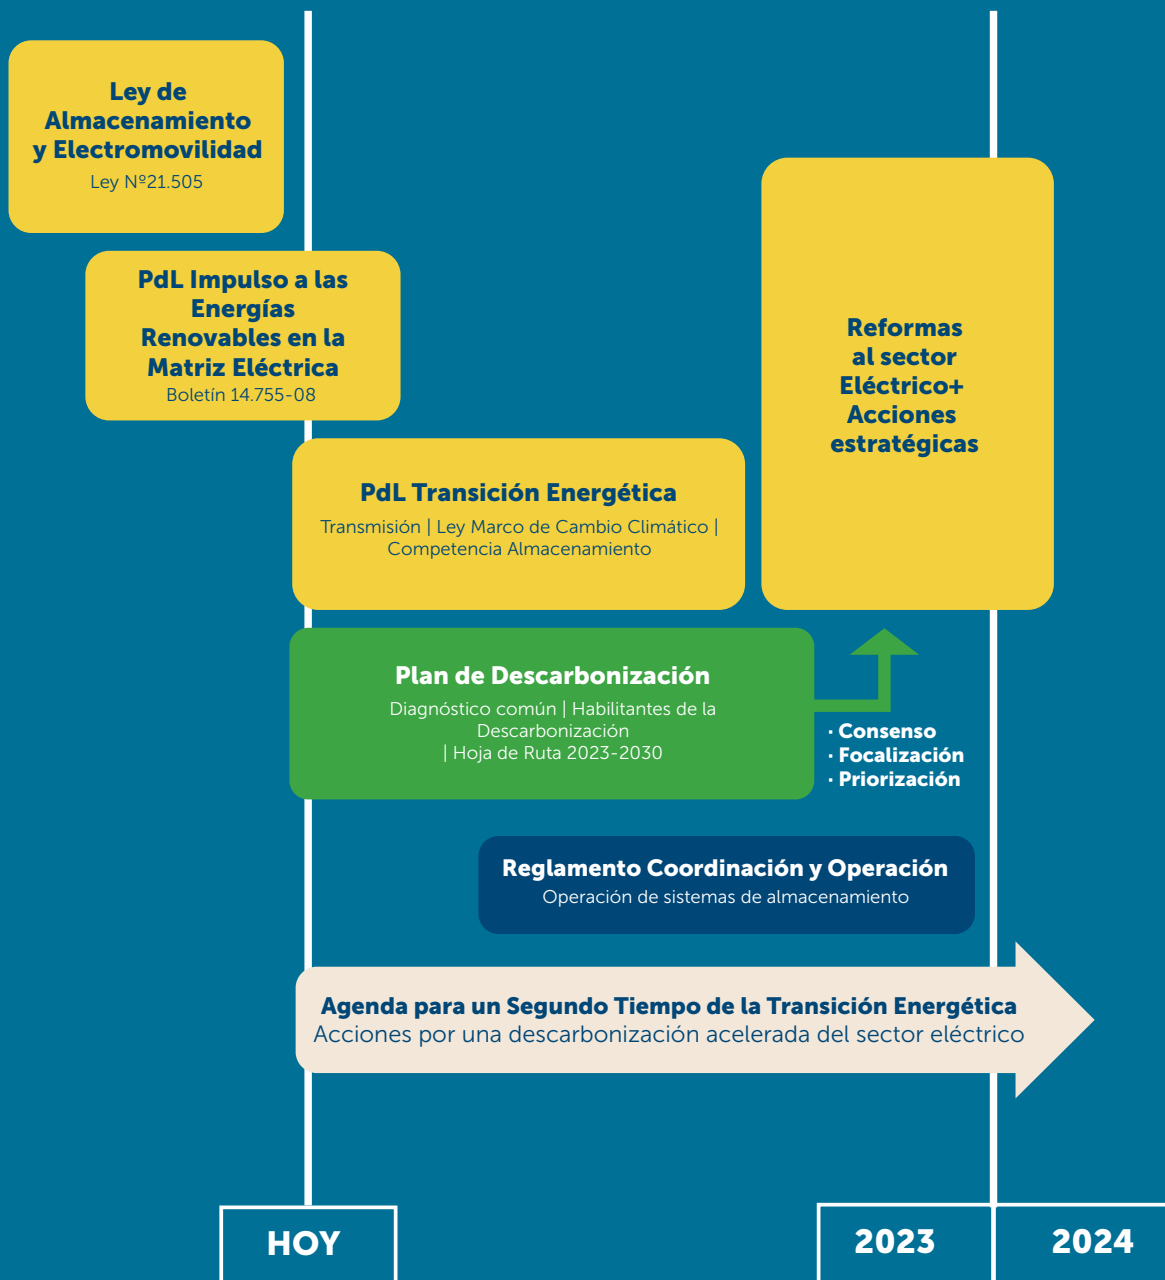 Ley de
Almacenamiento
y Electromovilidad
Ley Nº21.505
PdL Impulso a las
Energías
Renovables en la
Matriz Eléctrica
Boletín 14.755-08
PdL Transición Energética
Transmisión | Ley Marco de Cambio Climático |
Competencia Almacenamiento
Reformas
al sector
Eléctrico+
Acciones
estratégicas
Plan de Descarbonización
Diagnóstico común | Habilitantes de la
Descarbonización
| Hoja de Ruta 2023-2030
· Consenso
· Focalización
· Priorización
Reglamento Coordinación y Operación
Operación de sistemas de almacenamiento
Agenda para un Segundo Tiempo de la Transición Energética
Acciones por una descarbonización acelerada del sector eléctrico
HOY
2023
2024